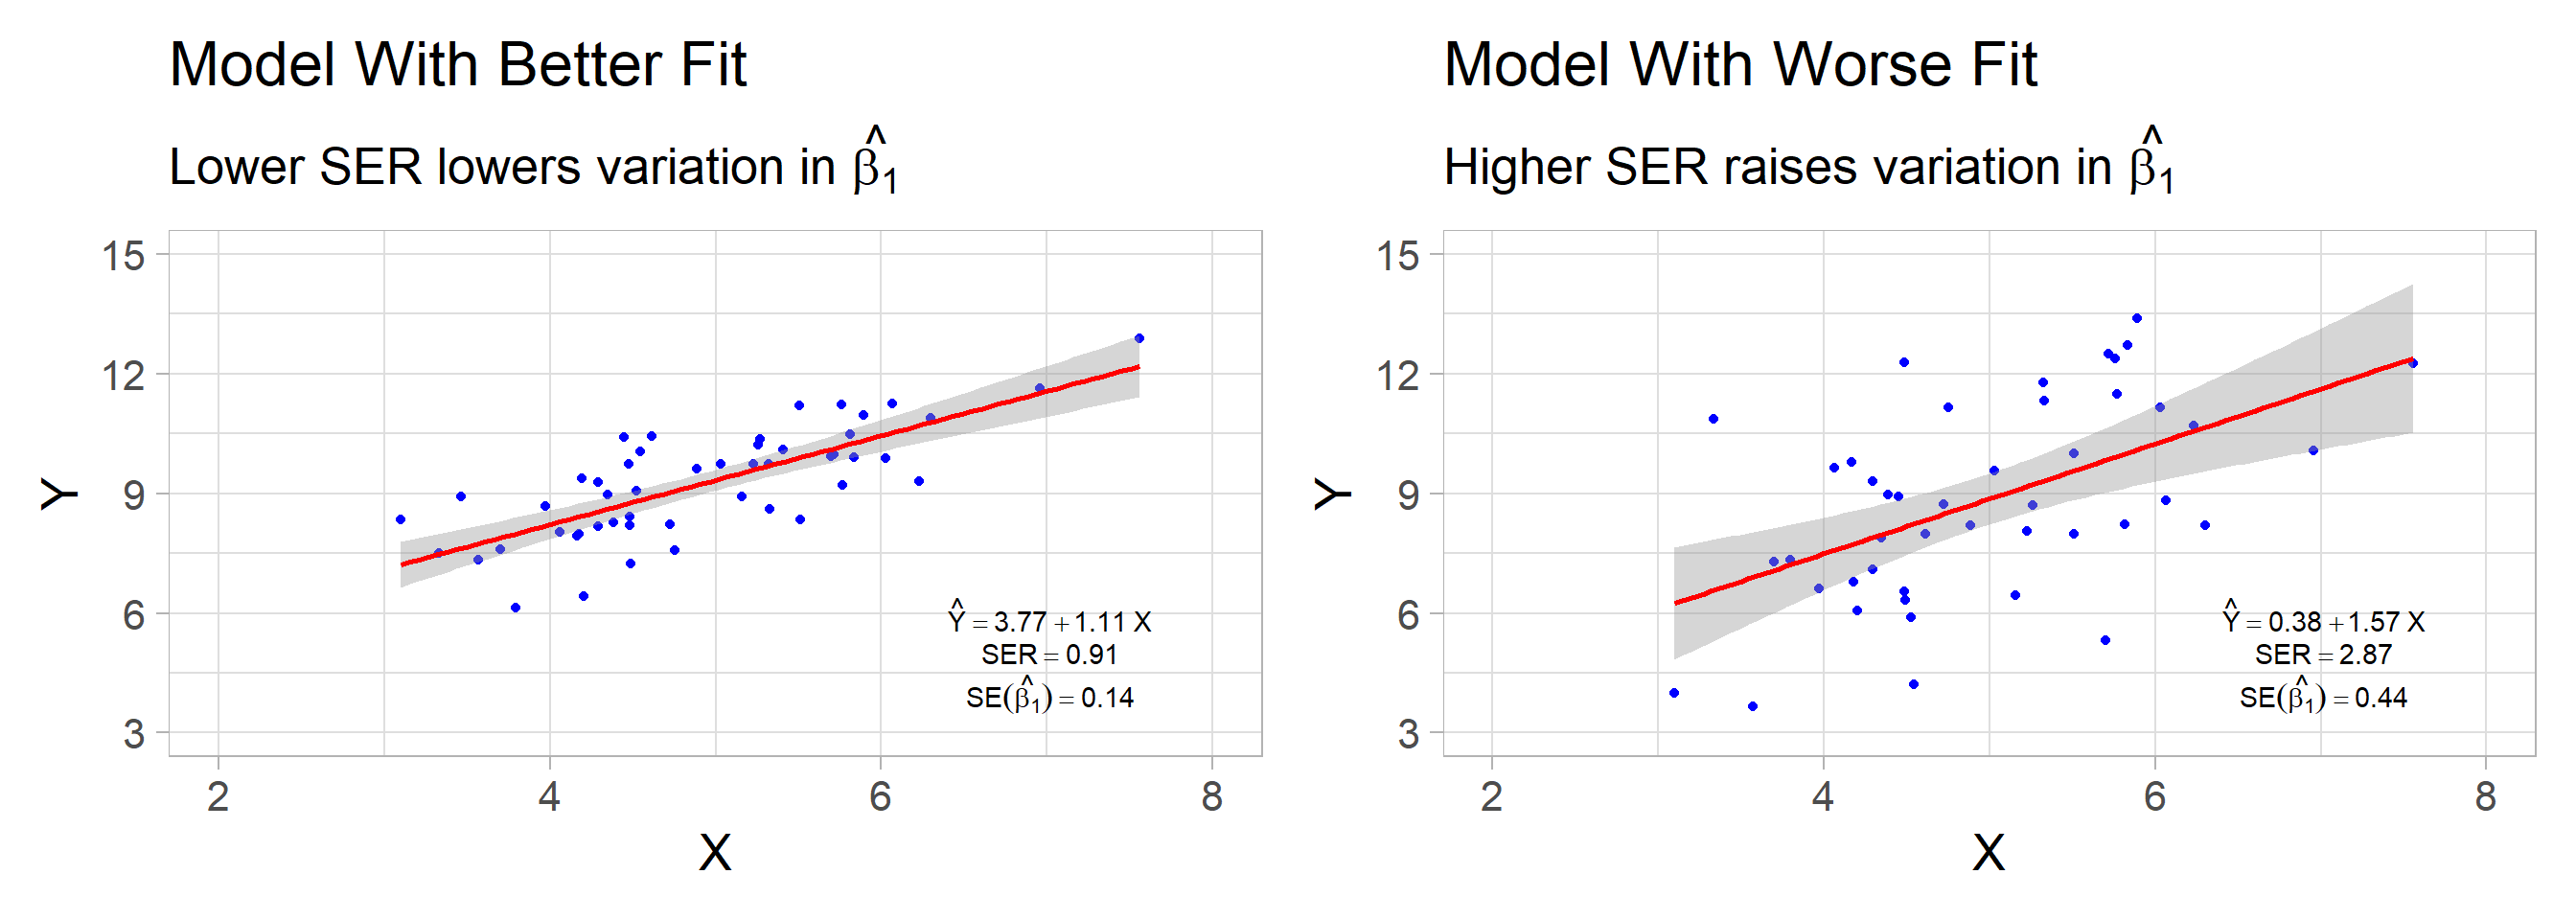 Model With Better Fit
Lower SER lowers variation in β̂₁
15
12
9
6
3
Y
2 4 6 8
X
Ŷ = 3.77 + 1.11 X
SER = 0.91
SE(β̂₁) = 0.14
Model With Worse Fit
Higher SER raises variation in β̂₁
15
12
9
6
3
Y
2 4 6 8
X
Ŷ = 0.38 + 1.57 X
SER = 2.87
SE(β̂₁) = 0.44